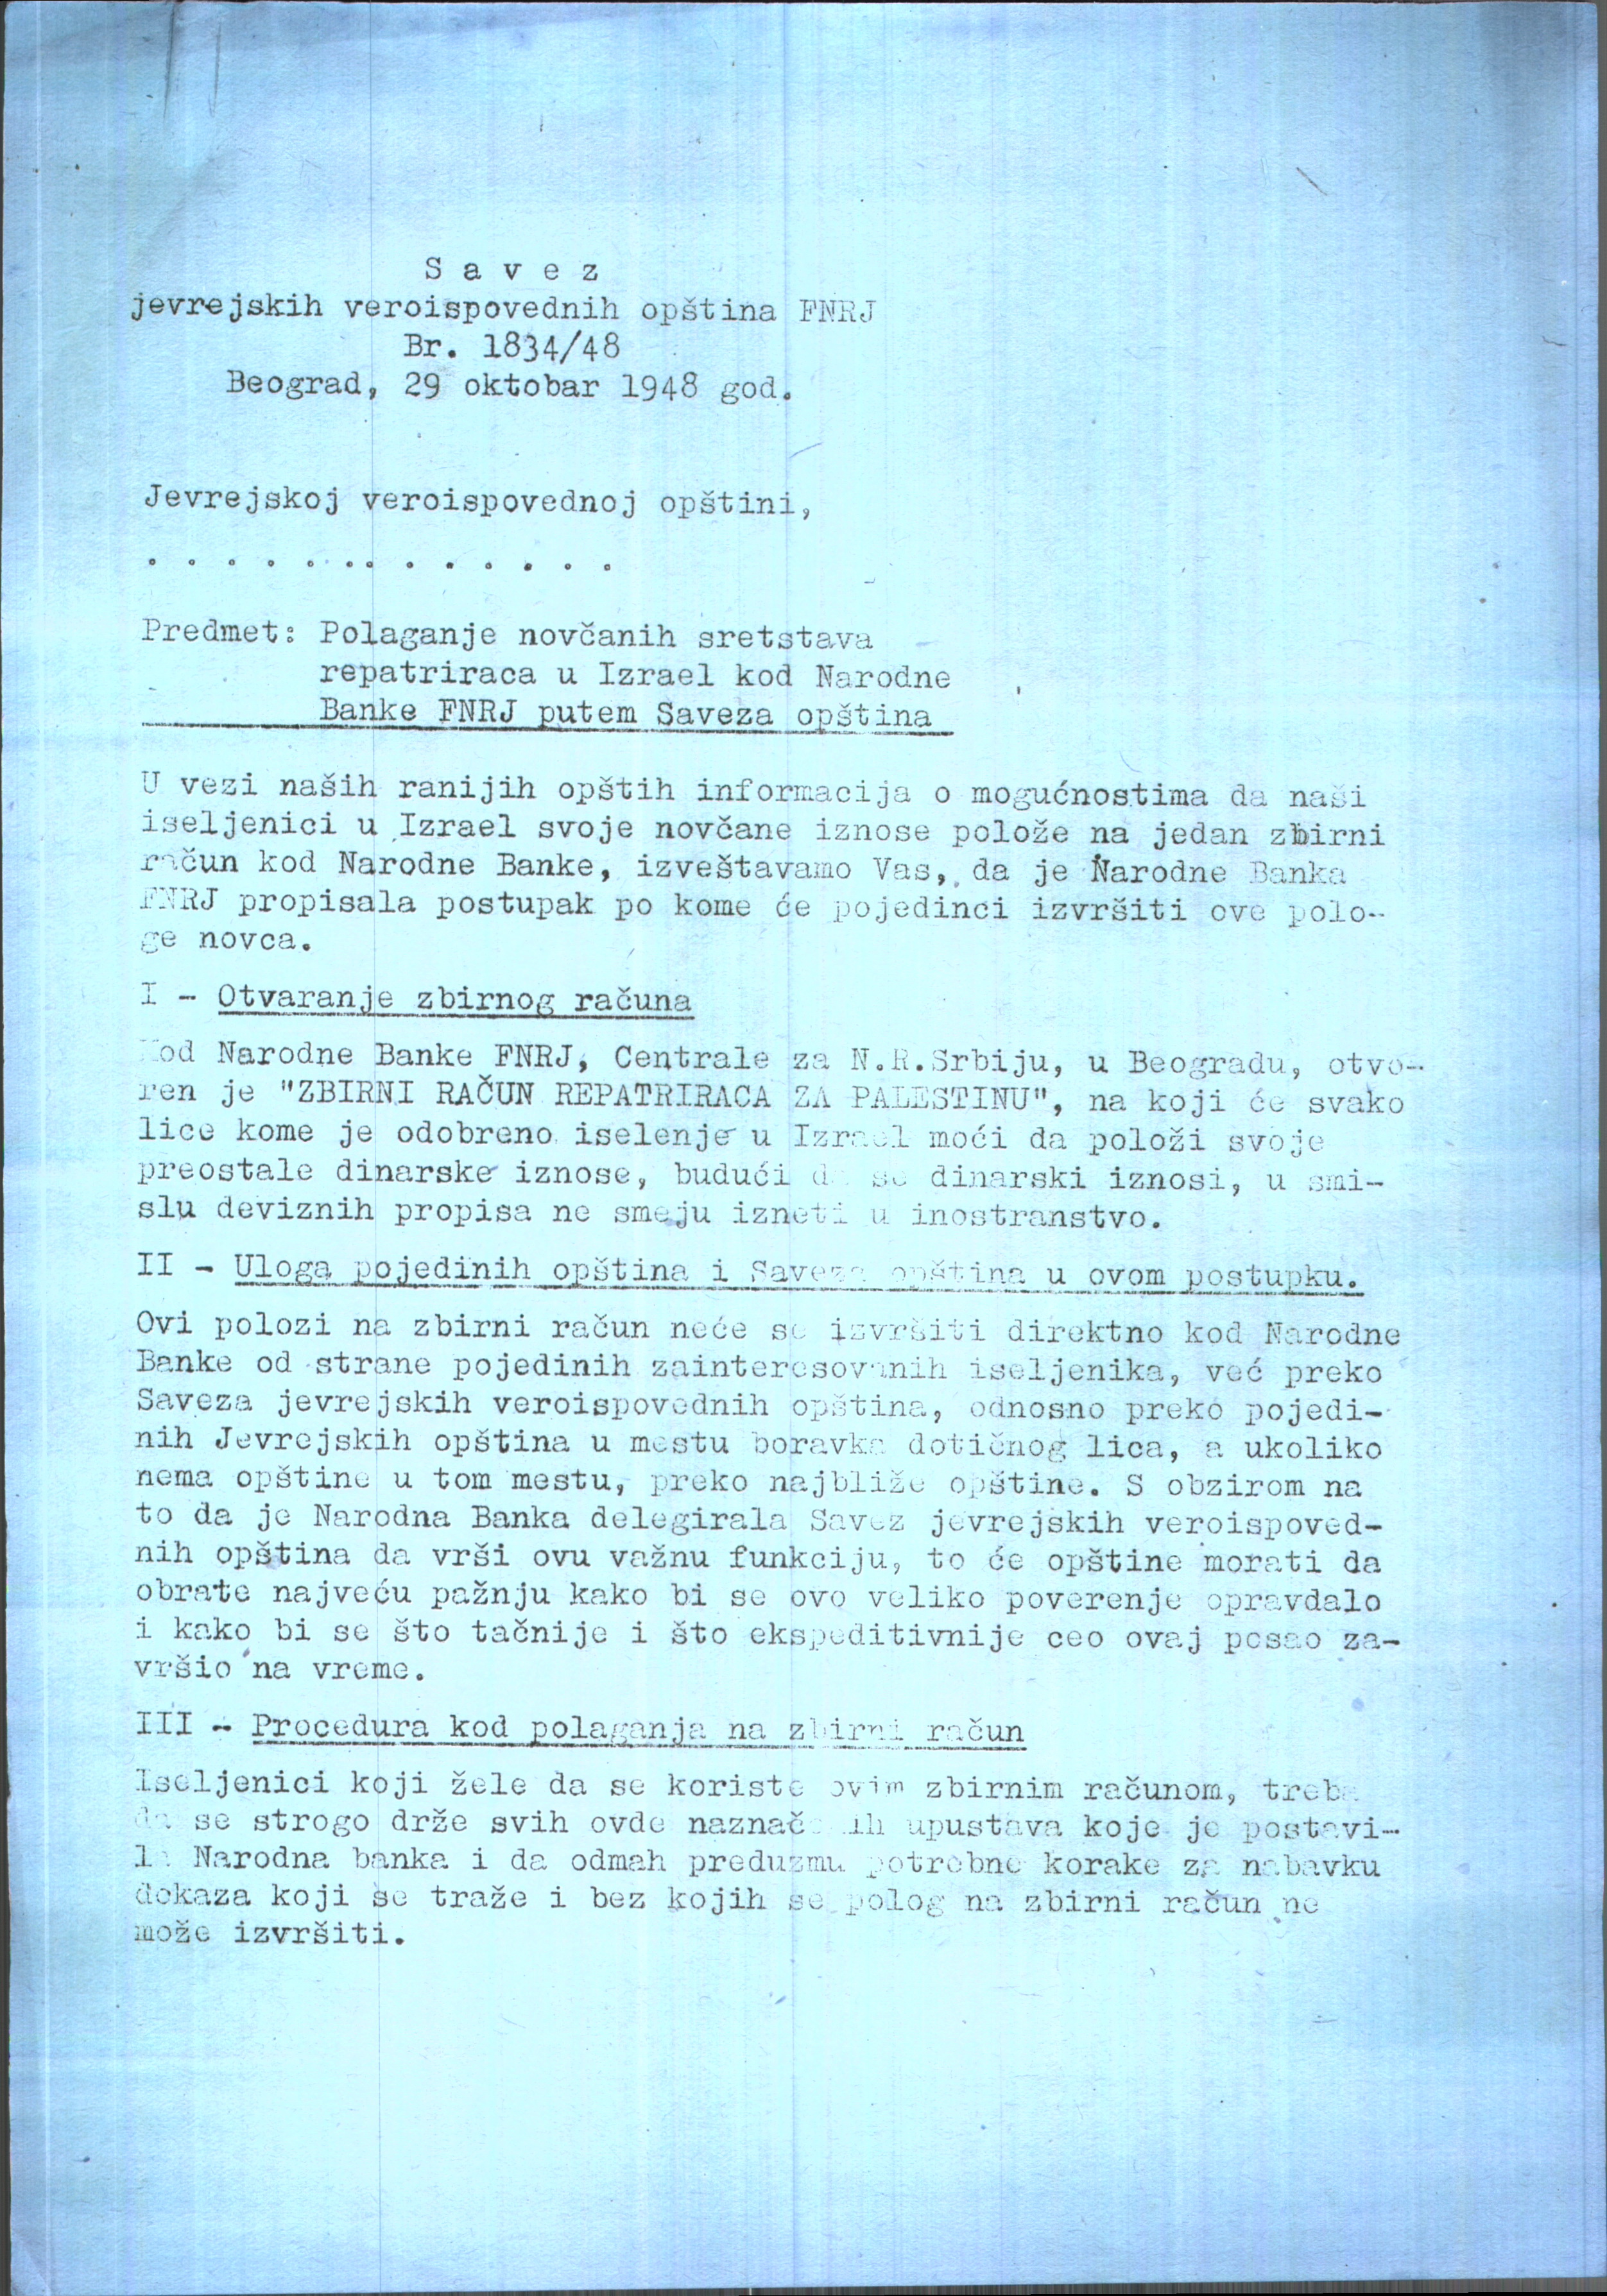 S a v e z
jevrejskih veroispovednih opština FNRJ
Br. 1834/48
Beograd, 29 oktobar 1948 god.
Jevrejskoj veroispovednoj opštini,
. . . . . . . . . . . . .
Predmet: Polaganje novčanih sretstava
repatriraca u Izrael kod Narodne
Banke FNRJ putem Saveza opština
U vezi naših ranijih opštih informacija o mogućnostima da naši
iseljenici u Izrael svoje novčane iznose polože na jedan zbirni
račun kod Narodne Banke, izveštavamo Vas, da je Narodne Banka
FNRJ propisala postupak po kome će pojedinci izvršiti ove polo-
ge novca.
I - Otvaranje zbirnog računa
Kod Narodne Banke FNRJ, Centrale za N.R.Srbiju, u Beogradu, otvo-
ren je "ZBIRNI RAČUN REPATRIRACA ZA PALESTINU", na koji će svako
lice kome je odobreno iselenje u Izrael moći da položi svoje
preostale dinarske iznose, budući da se dinarski iznosi, u smi-
slu deviznih propisa ne smeju izneti u inostranstvo.
II - Uloga pojedinih opština i Saveza opština u ovom postupku.
Ovi polozi na zbirni račun neće se izvršiti direktno kod Narodne
Banke od strane pojedinih zainteresovanih iseljenika, već preko
Saveza jevrejskih veroispovednih opština, odnosno preko pojedi-
nih Jevrejskih opština u mestu boravka dotičnog lica, a ukoliko
nema opštine u tom mestu, preko najbliže opštine. S obzirom na
to da je Narodna Banka delegirala Savez jevrejskih veroispoved-
nih opština da vrši ovu važnu funkciju, to će opštine morati da
obrate najveću pažnju kako bi se ovo veliko poverenje opravdalo
i kako bi se što tačnije i što ekspeditivnije ceo ovaj posao za-
vršio na vreme.
III - Procedura kod polaganja na zbirni račun
Iseljenici koji žele da se koriste ovim zbirnim računom, treba
da se strogo drže svih ovde naznačenih upustava koje je postavi-
la Narodna banka i da odmah preduzmu potrebne korake za nabavku
dokaza koji se traže i bez kojih se polog na zbirni račun ne
može izvršiti.